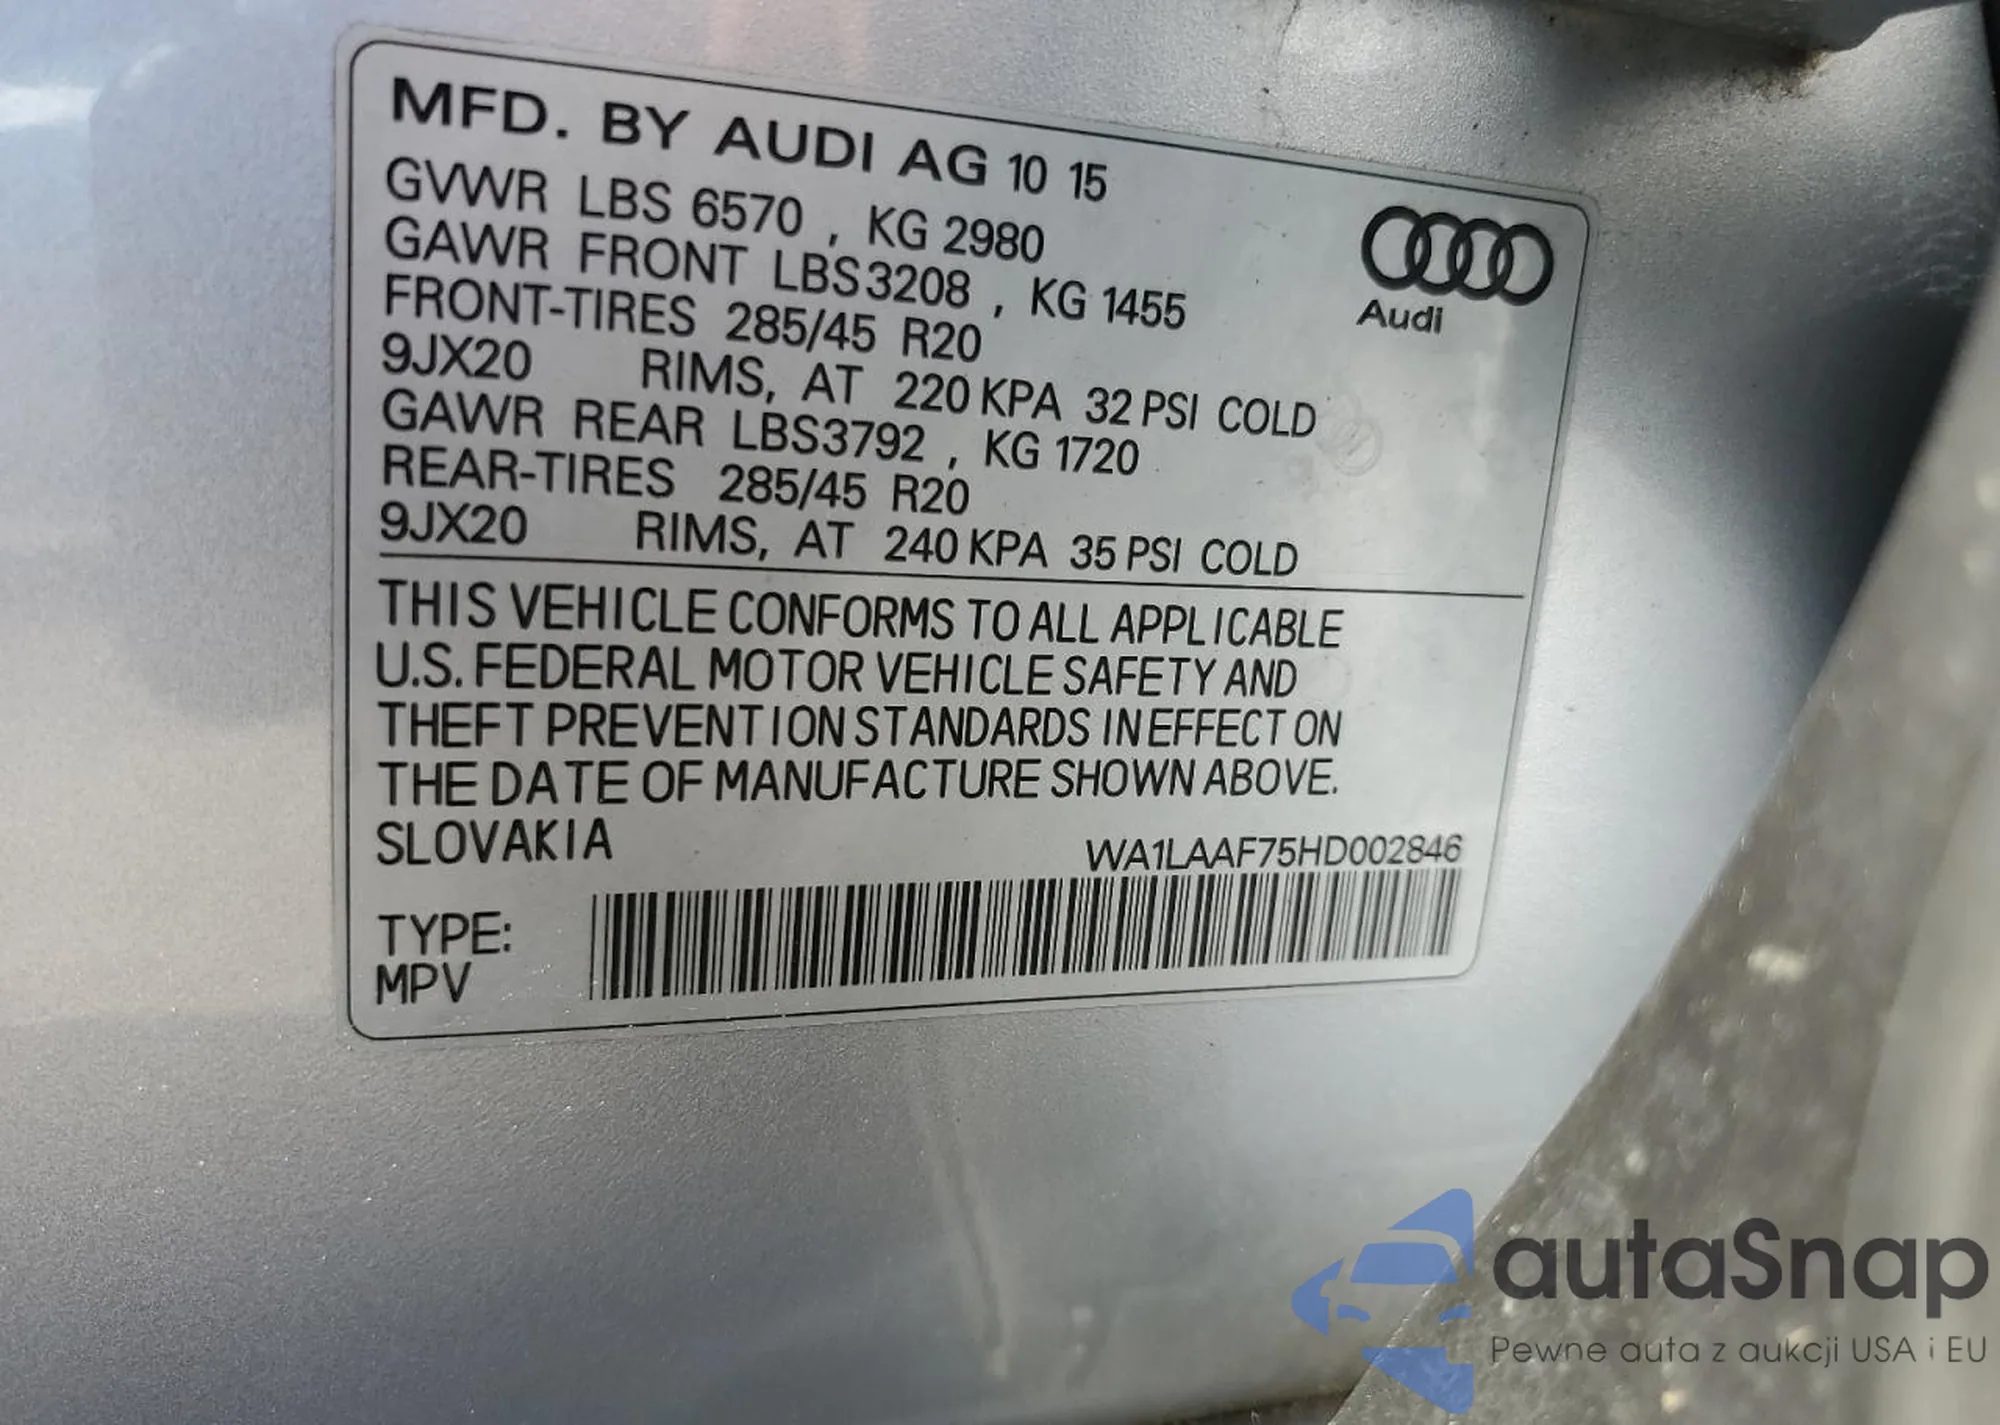 MFD. BY AUDI AG 10 15
GVWR LBS 6570 , KG 2980
GAWR FRONT LBS3208 , KG 1455
FRONT-TIRES 285/45 R20
9JX20 RIMS, AT 220 KPA 32 PSI COLD
GAWR REAR LBS3792 , KG 1720
REAR-TIRES 285/45 R20
9JX20 RIMS, AT 240 KPA 35 PSI COLD
Audi
THIS VEHICLE CONFORMS TO ALL APPLICABLE
U.S. FEDERAL MOTOR VEHICLE SAFETY AND
THEFT PREVENTION STANDARDS IN EFFECT ON
THE DATE OF MANUFACTURE SHOWN ABOVE.
SLOVAKIA WA1LAAF75HD002846
TYPE:
MPV
autaSnap
Pewne auta z aukcji USA i EU